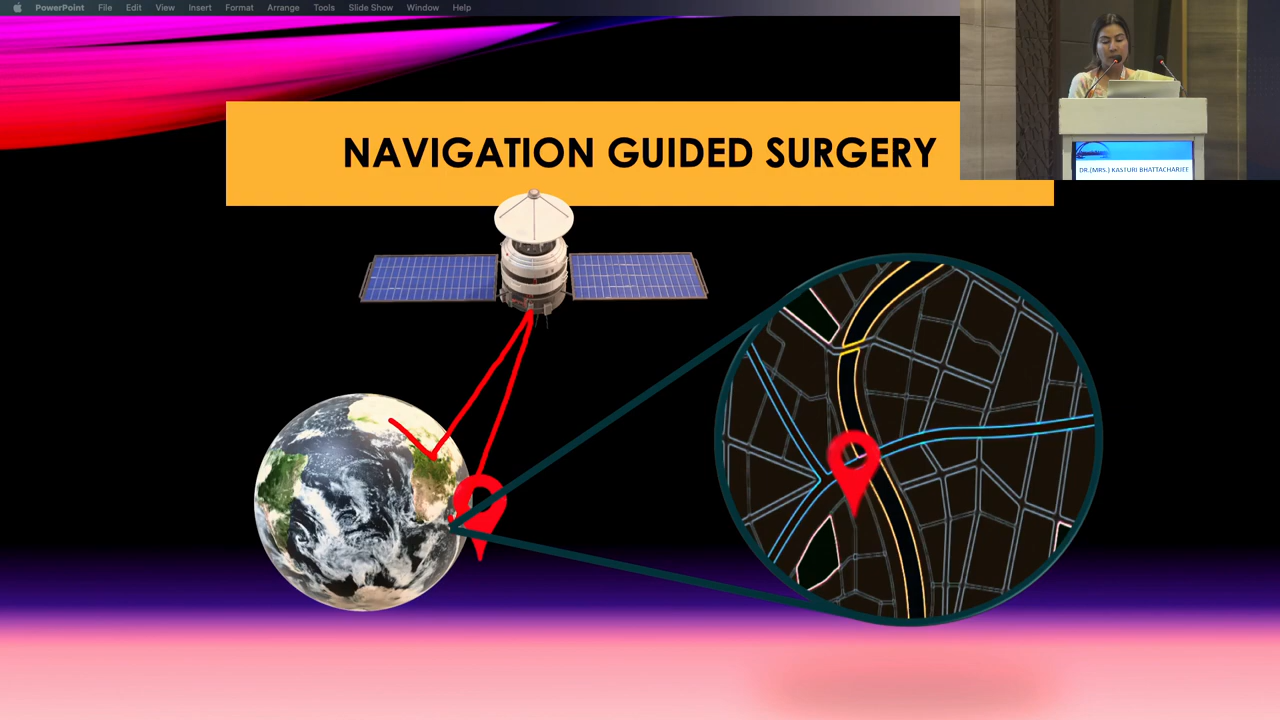 PowerPoint File Edit View Insert Format Arrange Tools Slide Show Window Help
NAVIGATION GUIDED SURGERY
DR.(MRS.) KASTURI BHATTACHARJEE